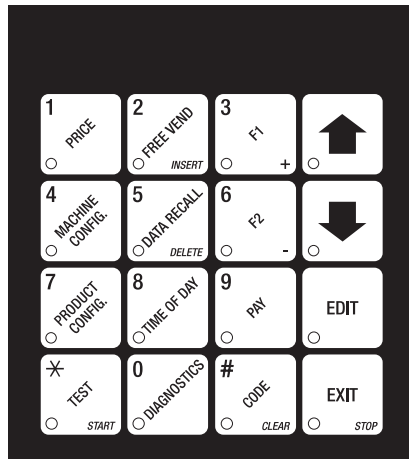 1
PRICE
2
FREE VEND
INSERT
3
F1
+
4
MACHINE
CONFIG.
5
DATA RECALL
DELETE
6
F2
-
7
PRODUCT
CONFIG.
8
TIME OF DAY
9
PAY
EDIT
*
TEST
START
0
DIAGNOSTICS
#
CODE
CLEAR
EXIT
STOP